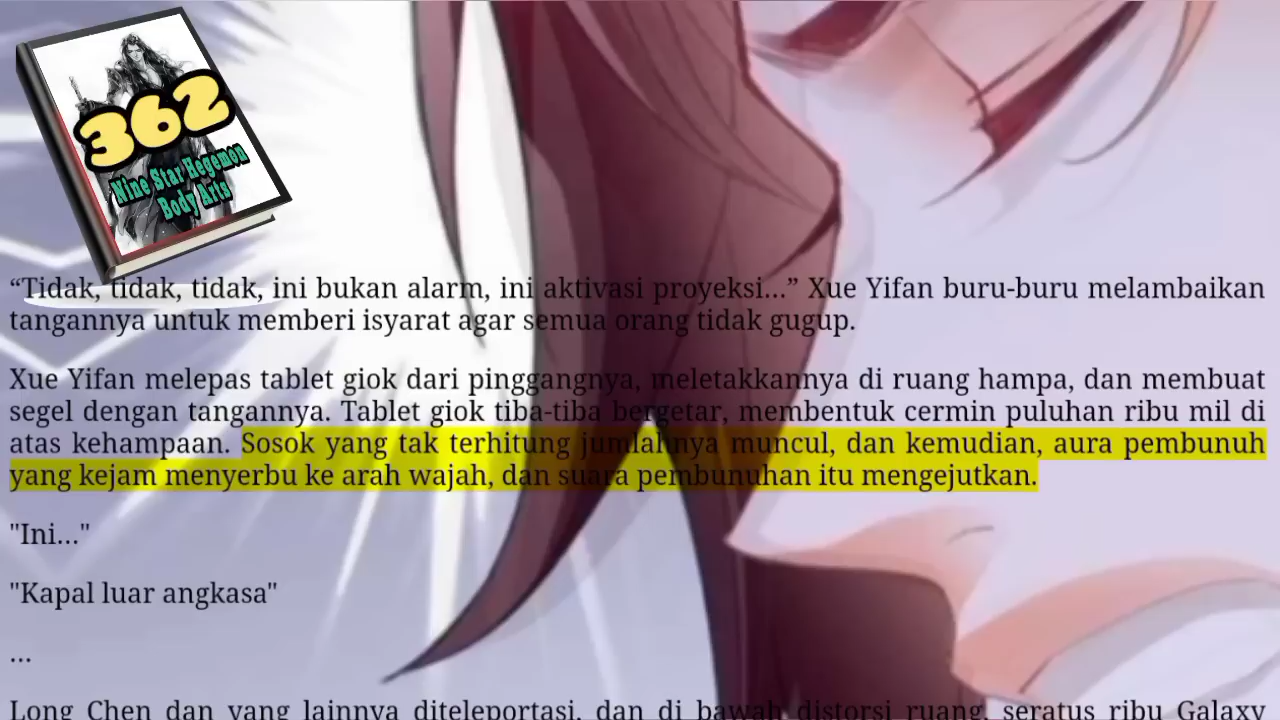 362
Nine Star Hegemon
Body Arts
“Tidak, tidak, tidak, ini bukan alarm, ini aktivasi proyeksi...” Xue Yifan buru-buru melambaikan
tangannya untuk memberi isyarat agar semua orang tidak gugup.
Xue Yifan melepas tablet giok dari pinggangnya, meletakkannya di ruang hampa, dan membuat
segel dengan tangannya. Tablet giok tiba-tiba bergetar, membentuk cermin puluhan ribu mil di
atas kehampaan. Sosok yang tak terhitung jumlahnya muncul, dan kemudian, aura pembunuh
yang kejam menyerbu ke arah wajah, dan suara pembunuhan itu mengejutkan.
"Ini..."
"Kapal luar angkasa"
...
Long Chen dan yang lainnya diteleportasi, dan di bawah distorsi ruang, seratus ribu Galaxy